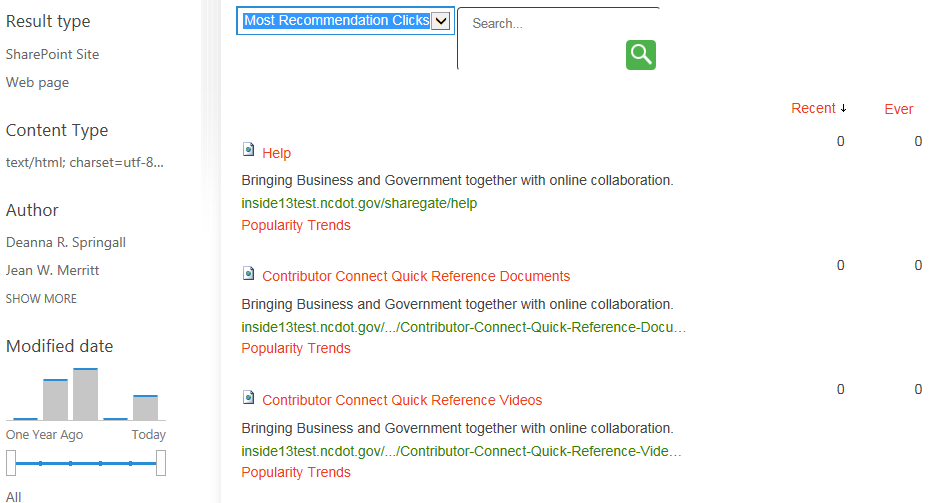 Result type
SharePoint Site
Web page
Content Type
text/html; charset=utf-8...
Author
Deanna R. Springall
Jean W. Merritt
SHOW MORE
Modified date
One Year Ago Today
All
Most Recommendation Clicks
Search...
Recent Ever
Help 0 0
Bringing Business and Government together with online collaboration.
inside13test.ncdot.gov/sharegate/help
Popularity Trends
Contributor Connect Quick Reference Documents 0 0
Bringing Business and Government together with online collaboration.
inside13test.ncdot.gov/.../Contributor-Connect-Quick-Reference-Docu...
Popularity Trends
Contributor Connect Quick Reference Videos 0 0
Bringing Business and Government together with online collaboration.
inside13test.ncdot.gov/.../Contributor-Connect-Quick-Reference-Vide...
Popularity Trends